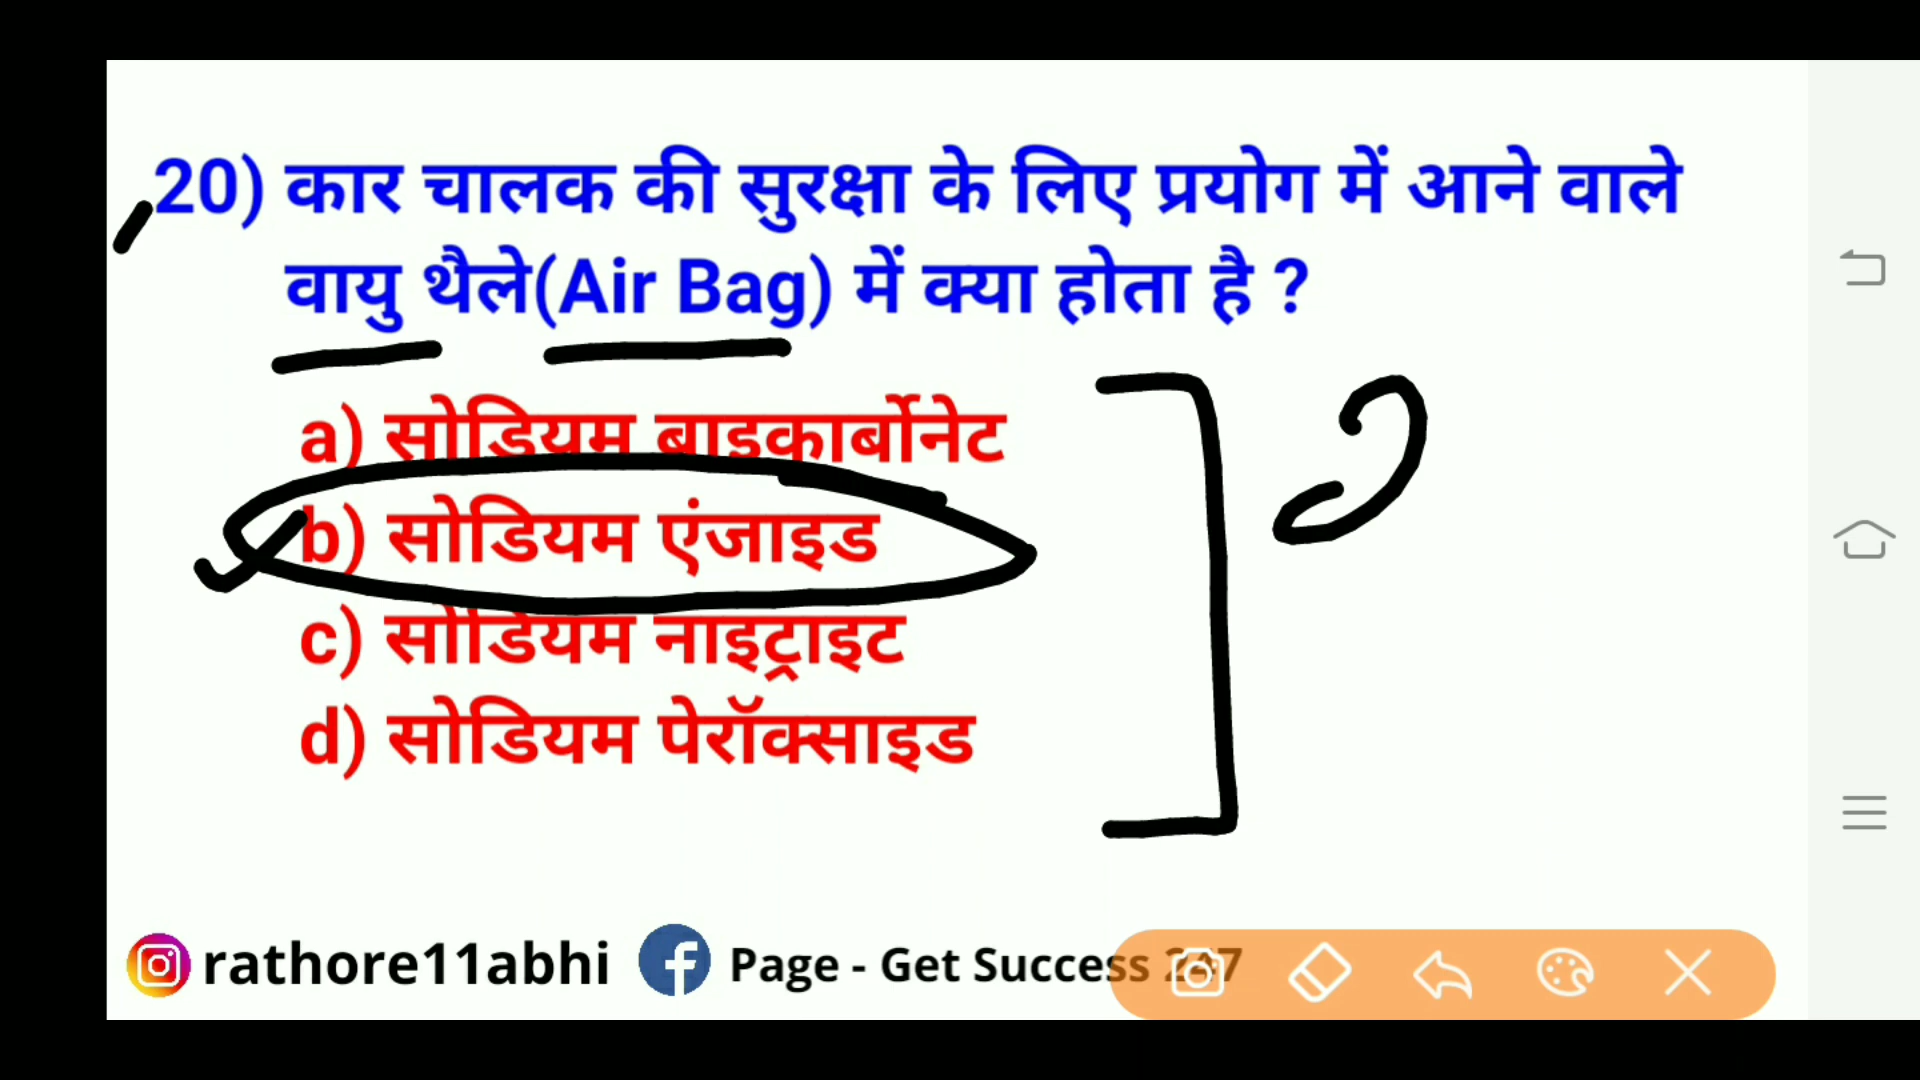 20) कार चालक की सुरक्षा के लिए प्रयोग में आने वाले
वायु थैले(Air Bag) में क्या होता है ?
a) सोडियम बाइकार्बोनेट
b) सोडियम एंजाइड
c) सोडियम नाइट्राइट
d) सोडियम पेरॉक्साइड
rathore11abhi Page - Get Success 247